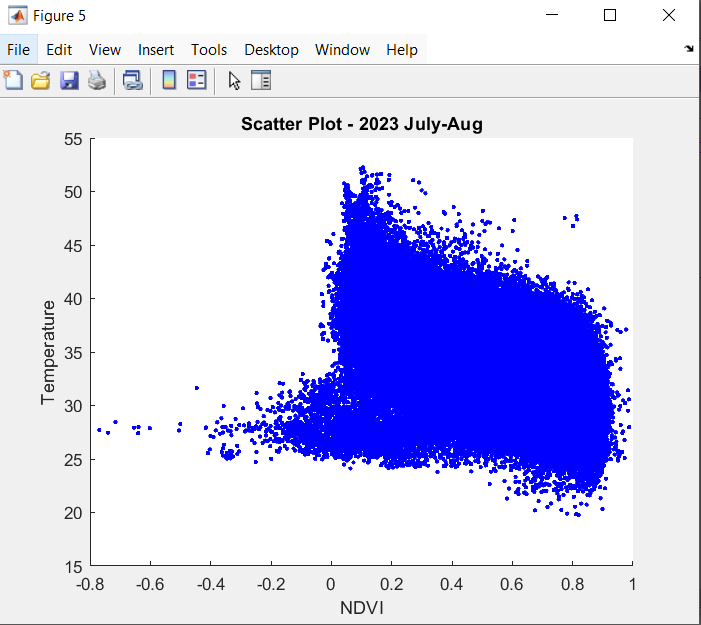 Figure 5
File Edit View Insert Tools Desktop Window Help
Scatter Plot - 2023 July-Aug
55
50
45
40
35
30
25
20
15
Temperature
-0.8 -0.6 -0.4 -0.2 0 0.2 0.4 0.6 0.8 1
NDVI